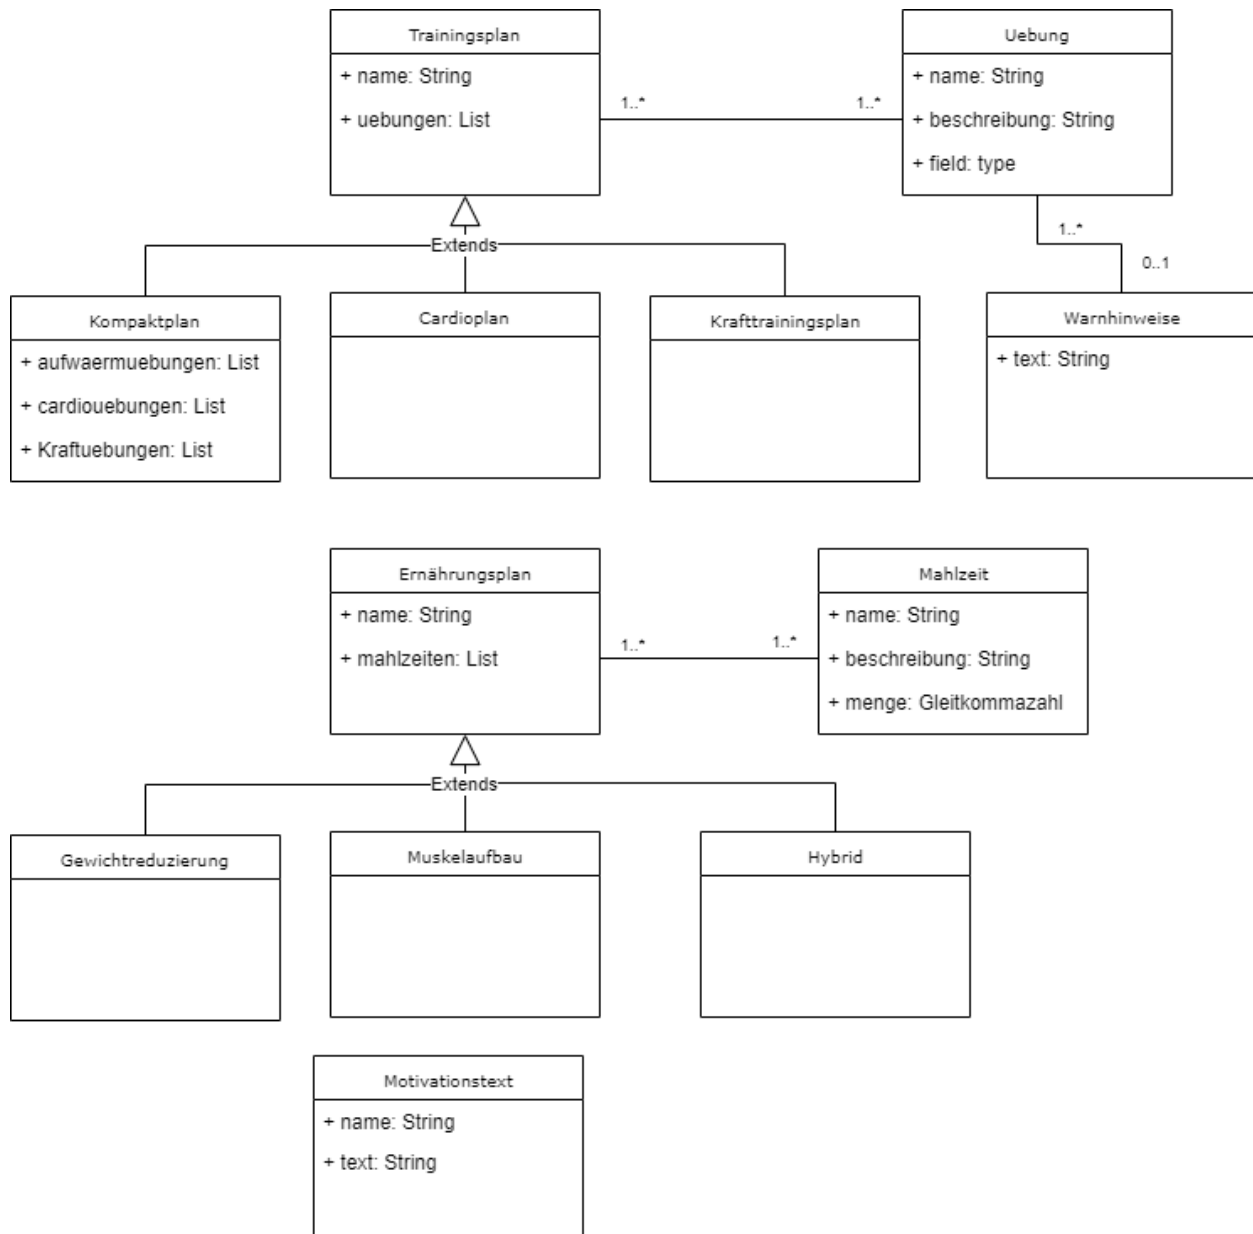 Trainingsplan
+ name: String
+ uebungen: List
1..*
1..*
Uebung
+ name: String
+ beschreibung: String
+ field: type
Extends
1..*
0..1
Kompaktplan
+ aufwaermuebungen: List
+ cardiouebungen: List
+ Kraftuebungen: List
Cardioplan
Krafttrainingsplan
Warnhinweise
+ text: String
Ernährungsplan
+ name: String
+ mahlzeiten: List
1..*
1..*
Mahlzeit
+ name: String
+ beschreibung: String
+ menge: Gleitkommazahl
Extends
Gewichtreduzierung
Muskelaufbau
Hybrid
Motivationstext
+ name: String
+ text: String